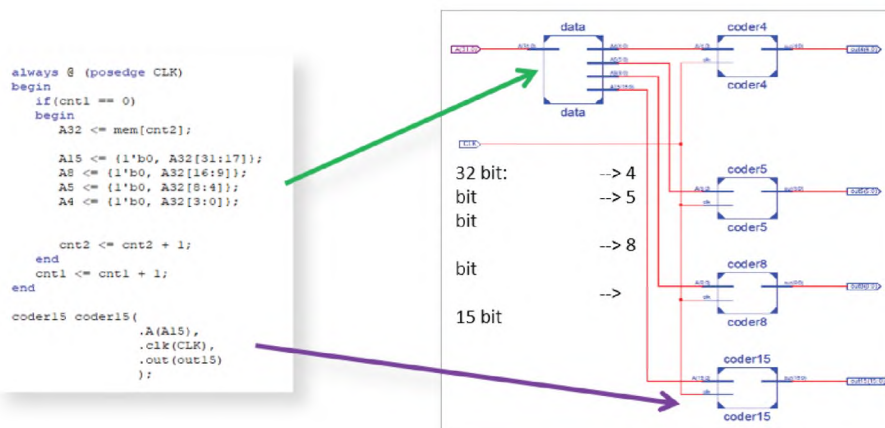 always @ (posedge CLK)
begin
if(cnt1 == 0)
begin
A32 <= mem[cnt2];
A15 <= {1'b0, A32[31:17]};
A8 <= {1'b0, A32[16:9]};
A5 <= {1'b0, A32[8:4]};
A4 <= {1'b0, A32[3:0]};
cnt2 <= cnt2 + 1;
end
cnt1 <= cnt1 + 1;
end
coder15 coder15(
.A(A15),
.clk(CLK),
.out(out15)
);
data
data
coder4
coder4
CLK
32 bit: --> 4
bit --> 5
bit
--> 8
bit
-->
15 bit
coder5
coder5
coder8
coder8
coder15
coder15